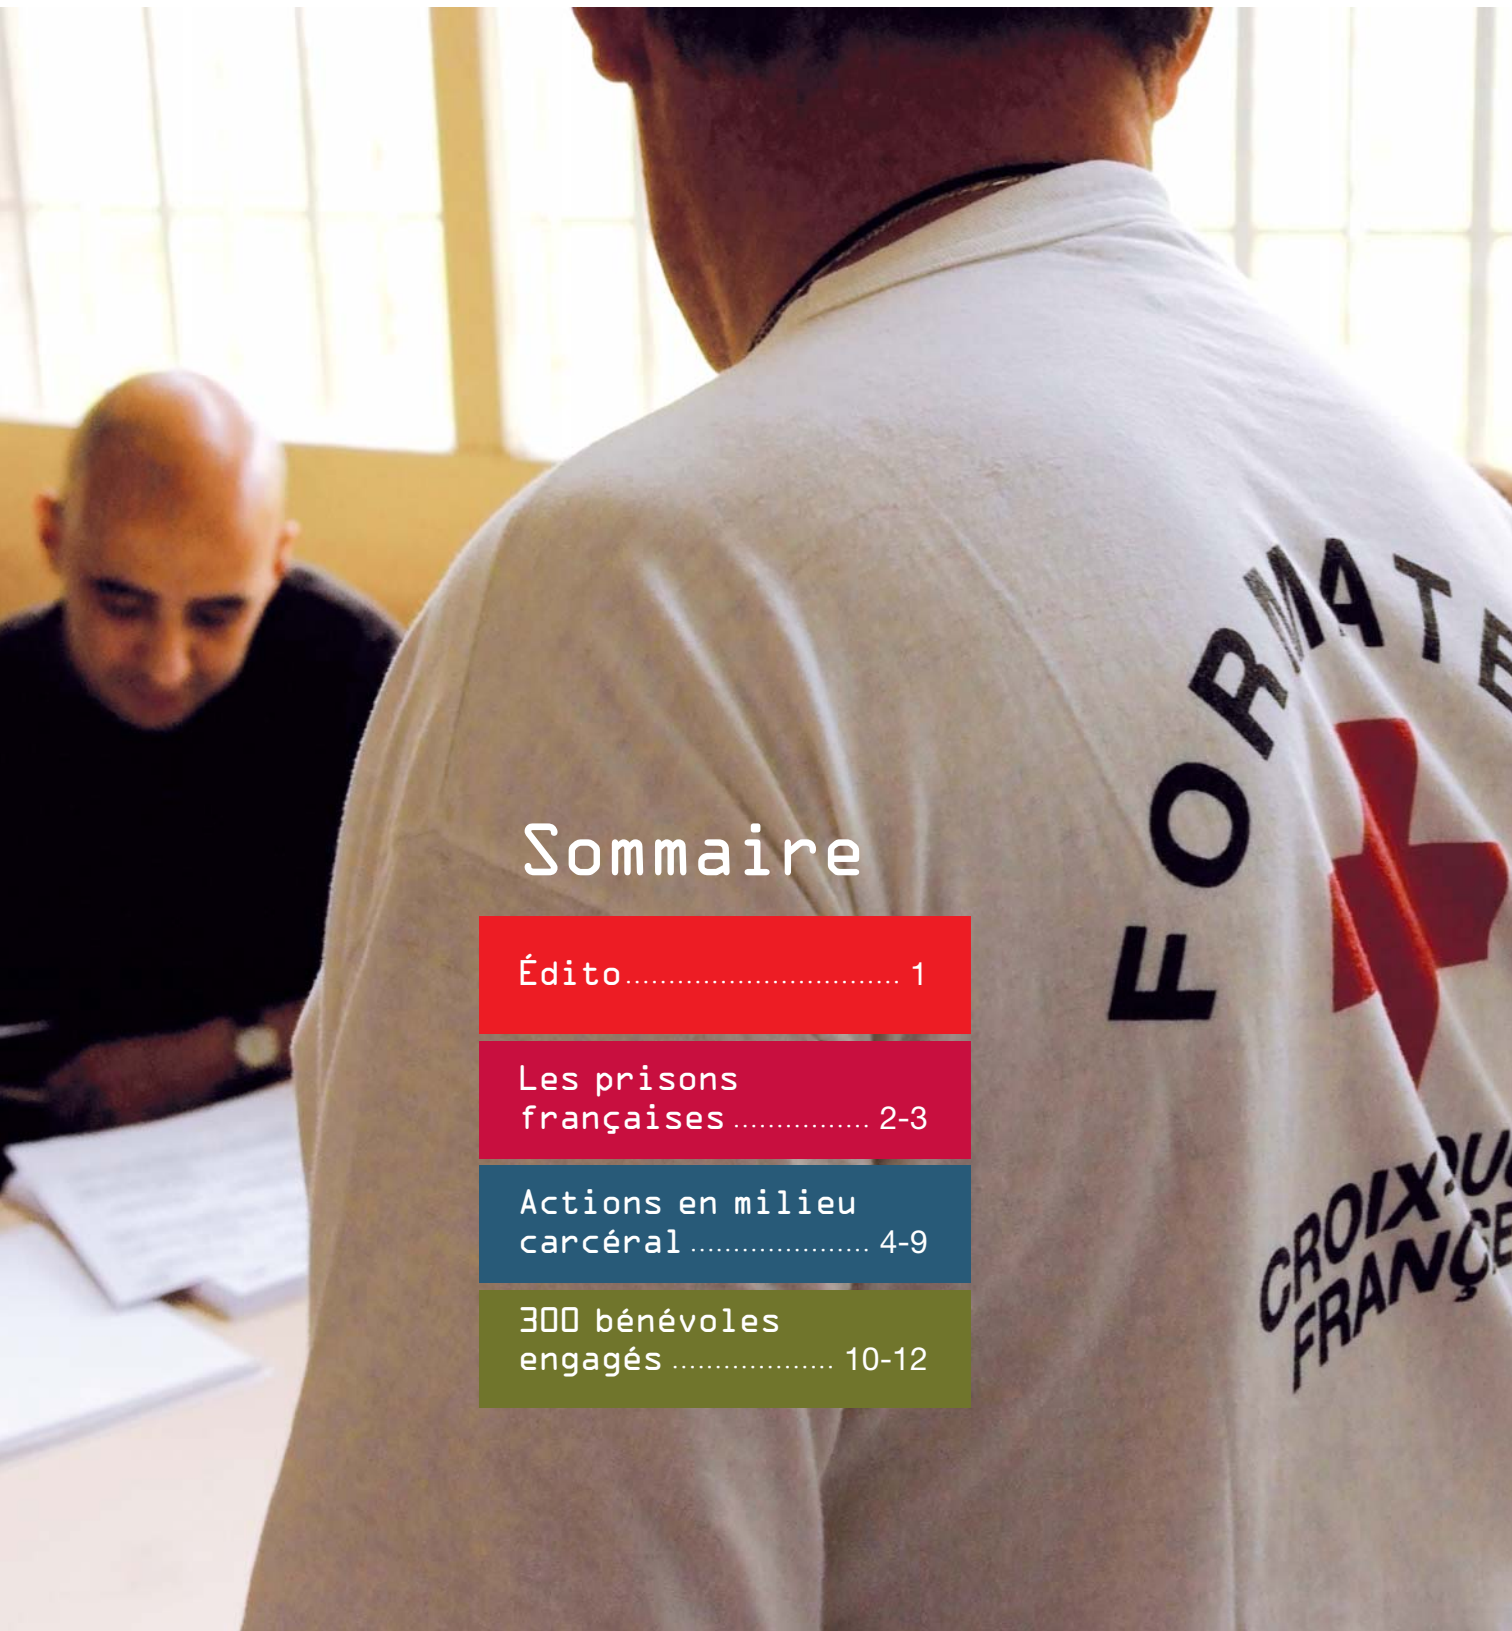 Sommaire
Édito ................................ 1
Les prisons
françaises ................ 2-3
Actions en milieu
carcéral ..................... 4-9
300 bénévoles
engagés ................... 10-12
FORMATE
CROIX-
FRANÇ